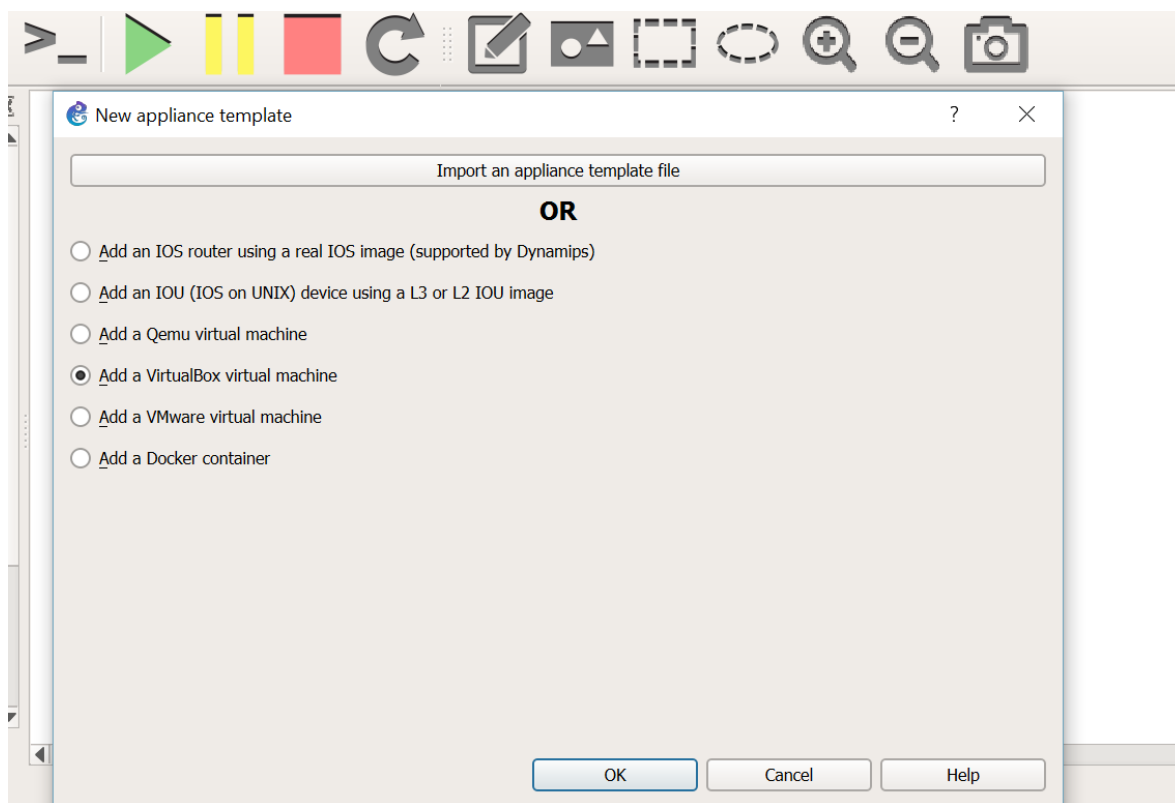 >_
New appliance template
?
Import an appliance template file
OR
Add an IOS router using a real IOS image (supported by Dynamips)
Add an IOU (IOS on UNIX) device using a L3 or L2 IOU image
Add a Qemu virtual machine
Add a VirtualBox virtual machine
Add a VMware virtual machine
Add a Docker container
OK Cancel Help